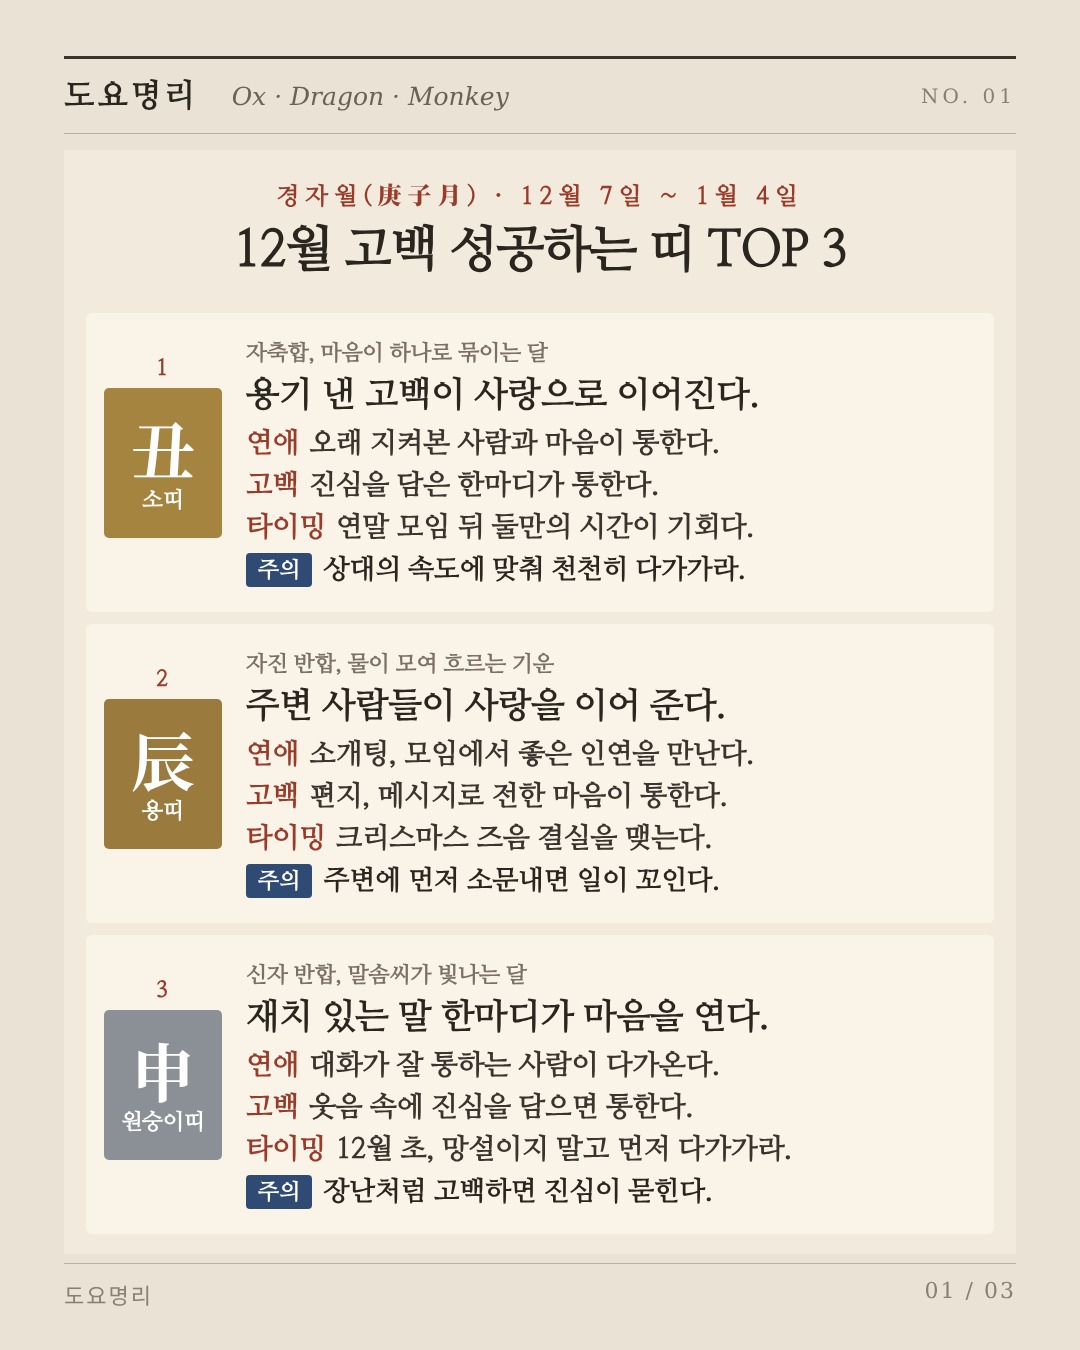 도요명리 Ox · Dragon · Monkey NO. 01
경자월(庚子月) · 12월 7일 ~ 1월 4일
12월 고백 성공하는 띠 TOP 3
1
丑
소띠
자축합, 마음이 하나로 묶이는 달
용기 낸 고백이 사랑으로 이어진다.
연애 오래 지켜본 사람과 마음이 통한다.
고백 진심을 담은 한마디가 통한다.
타이밍 연말 모임 뒤 둘만의 시간이 기회다.
주의 상대의 속도에 맞춰 천천히 다가가라.
2
辰
용띠
자진 반합, 물이 모여 흐르는 기운
주변 사람들이 사랑을 이어 준다.
연애 소개팅, 모임에서 좋은 인연을 만난다.
고백 편지, 메시지로 전한 마음이 통한다.
타이밍 크리스마스 즈음 결실을 맺는다.
주의 주변에 먼저 소문내면 일이 꼬인다.
3
申
원숭이띠
신자 반합, 말솜씨가 빛나는 달
재치 있는 말 한마디가 마음을 연다.
연애 대화가 잘 통하는 사람이 다가온다.
고백 웃음 속에 진심을 담으면 통한다.
타이밍 12월 초, 망설이지 말고 먼저 다가가라.
주의 장난처럼 고백하면 진심이 묻힌다.
도요명리 01 / 03